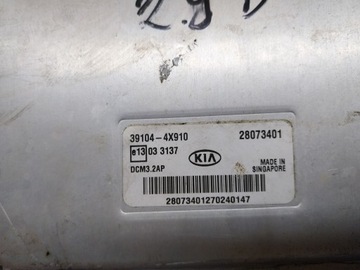 39104-4X910 28073401
e13 03 3137 KIA MADE IN
DCM3.2AP SINGAPORE
28073401270240147